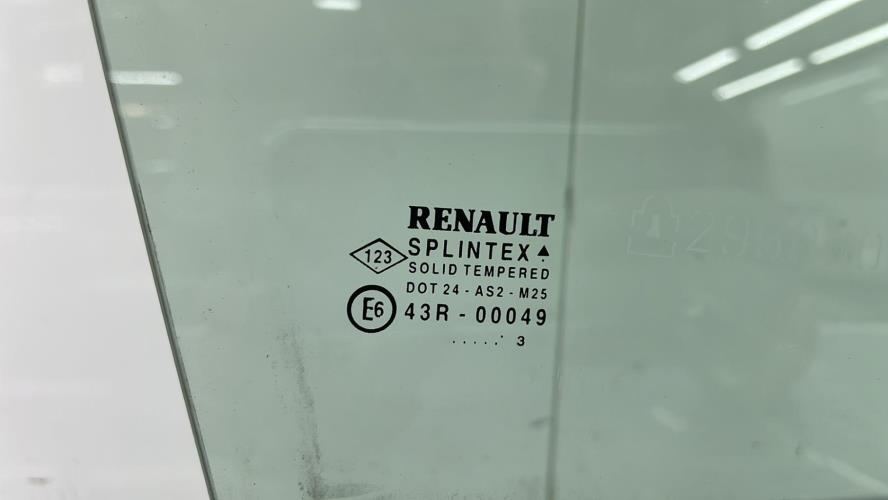 RENAULT
123
SPLINTEX
SOLID TEMPERED
DOT 24 - AS2 - M25
E6
43R - 00049
..... 3